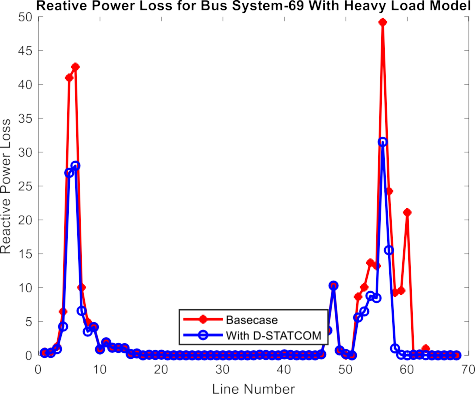 Reative Power Loss for Bus System-69 With Heavy Load Model
50
45
40
35
30
25
20
15
10
5
0
Reactive Power Loss
Basecase
With D-STATCOM
0 10 20 30 40 50 60 70
Line Number